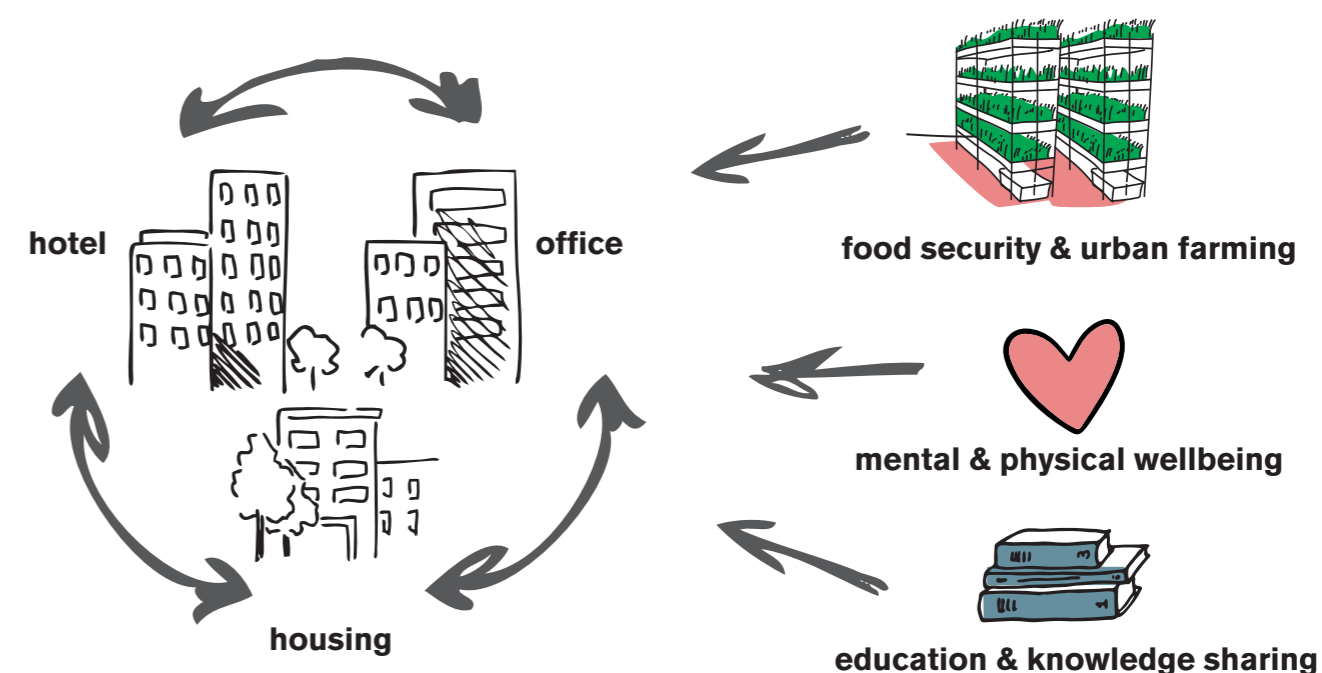 hotel
office
housing
food security & urban farming
mental & physical wellbeing
education & knowledge sharing